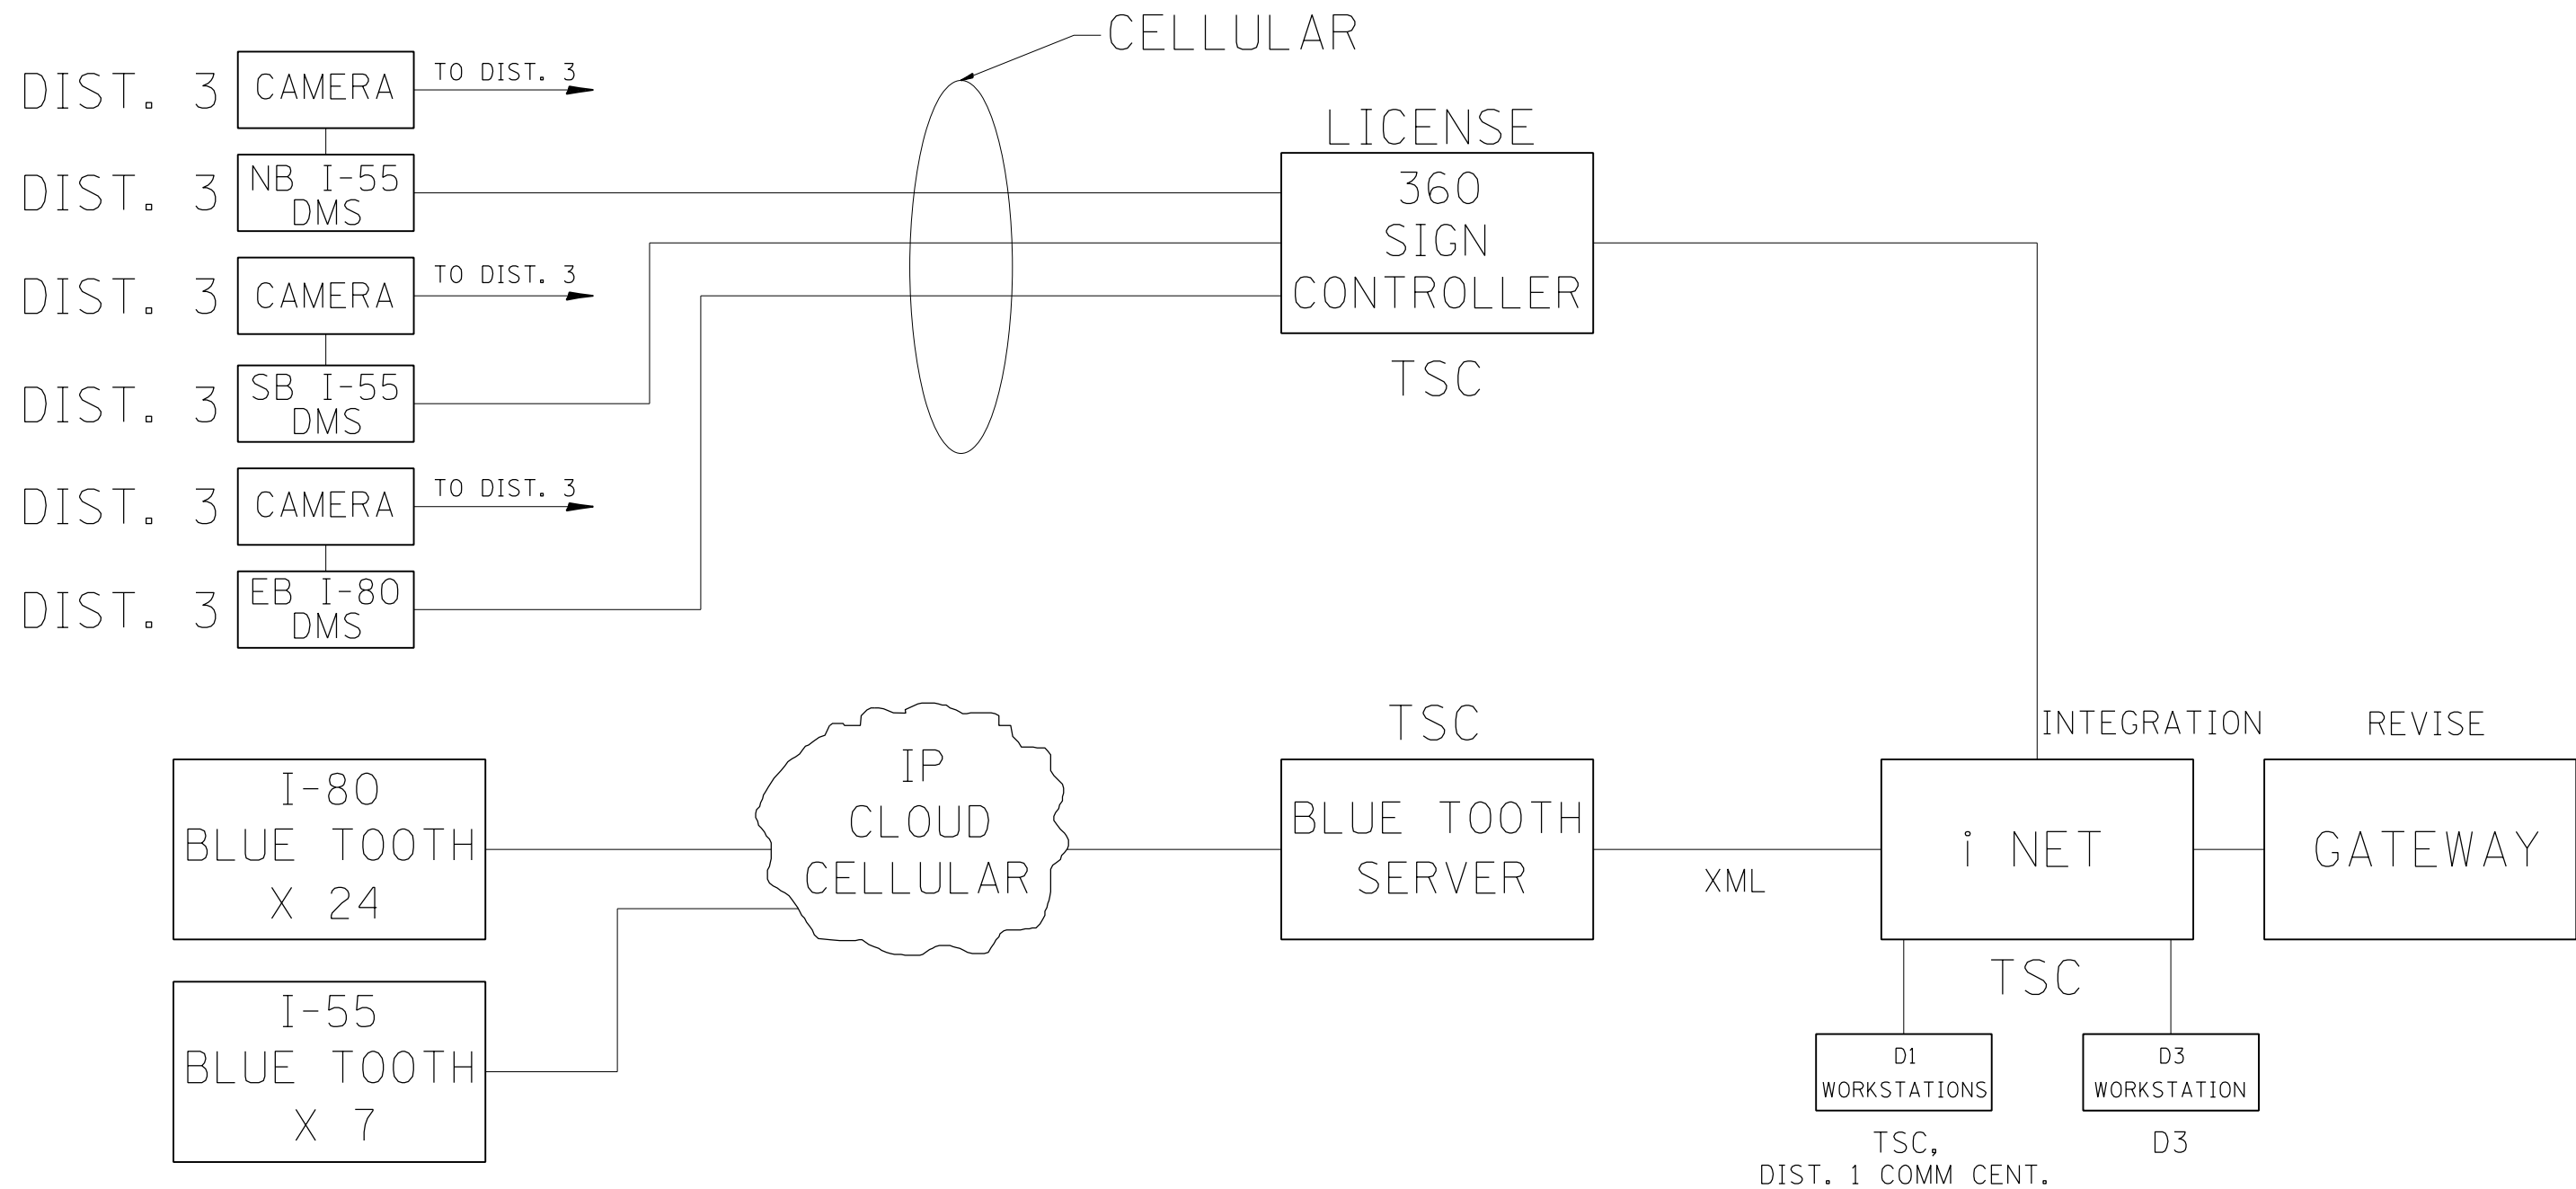 CELLULAR
DIST. 3
CAMERA
TO DIST. 3
DIST. 3
NB I-55
DMS
LICENSE
360
SIGN
CONTROLLER
TSC
DIST. 3
CAMERA
TO DIST. 3
DIST. 3
SB I-55
DMS
DIST. 3
CAMERA
TO DIST. 3
DIST. 3
EB I-80
DMS
I-80
BLUE TOOTH
X 24
IP
CLOUD
CELLULAR
TSC
BLUE TOOTH
SERVER
XML
INTEGRATION
i NET
TSC
REVISE
GATEWAY
I-55
BLUE TOOTH
X 7
D1
WORKSTATIONS
TSC,
DIST. 1 COMM CENT.
D3
WORKSTATION
D3